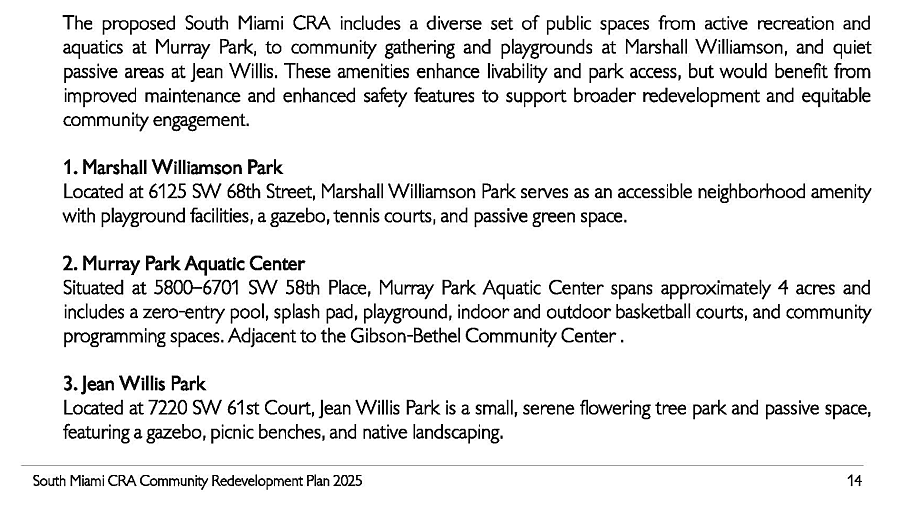 The proposed South Miami CRA includes a diverse set of public spaces from active recreation and
aquatics at Murray Park, to community gathering and playgrounds at Marshall Williamson, and quiet
passive areas at Jean Willis. These amenities enhance livability and park access, but would benefit from
improved maintenance and enhanced safety features to support broader redevelopment and equitable
community engagement.
1. Marshall Williamson Park
Located at 6125 SW 68th Street, Marshall Williamson Park serves as an accessible neighborhood amenity
with playground facilities, a gazebo, tennis courts, and passive green space.
2. Murray Park Aquatic Center
Situated at 5800–6701 SW 58th Place, Murray Park Aquatic Center spans approximately 4 acres and
includes a zero-entry pool, splash pad, playground, indoor and outdoor basketball courts, and community
programming spaces. Adjacent to the Gibson-Bethel Community Center .
3. Jean Willis Park
Located at 7220 SW 61st Court, Jean Willis Park is a small, serene flowering tree park and passive space,
featuring a gazebo, picnic benches, and native landscaping.
South Miami CRA Community Redevelopment Plan 2025 14